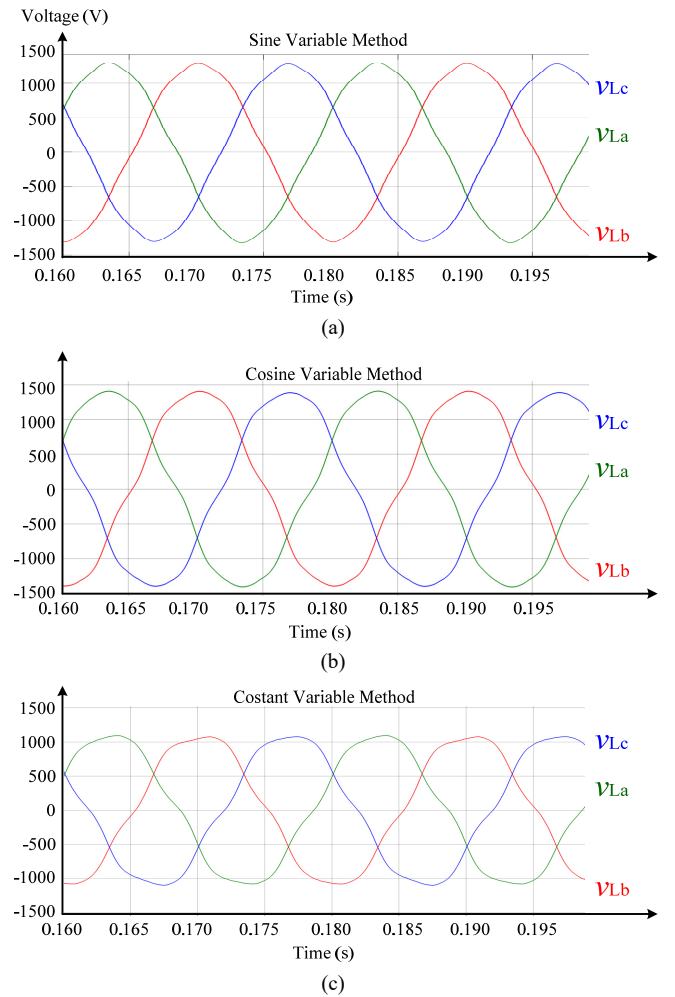 Voltage (V)
Sine Variable Method
1500
1000
500
0
-500
-1000
-1500
vLc
vLa
vLb
0.160 0.165 0.170 0.175 0.180 0.185 0.190 0.195
Time (s)
(a)
Cosine Variable Method
1500
1000
500
0
-500
-1000
-1500
vLc
vLa
vLb
0.160 0.165 0.170 0.175 0.180 0.185 0.190 0.195
Time (s)
(b)
Costant Variable Method
1500
1000
500
0
-500
-1000
-1500
vLc
vLa
vLb
0.160 0.165 0.170 0.175 0.180 0.185 0.190 0.195
Time (s)
(c)